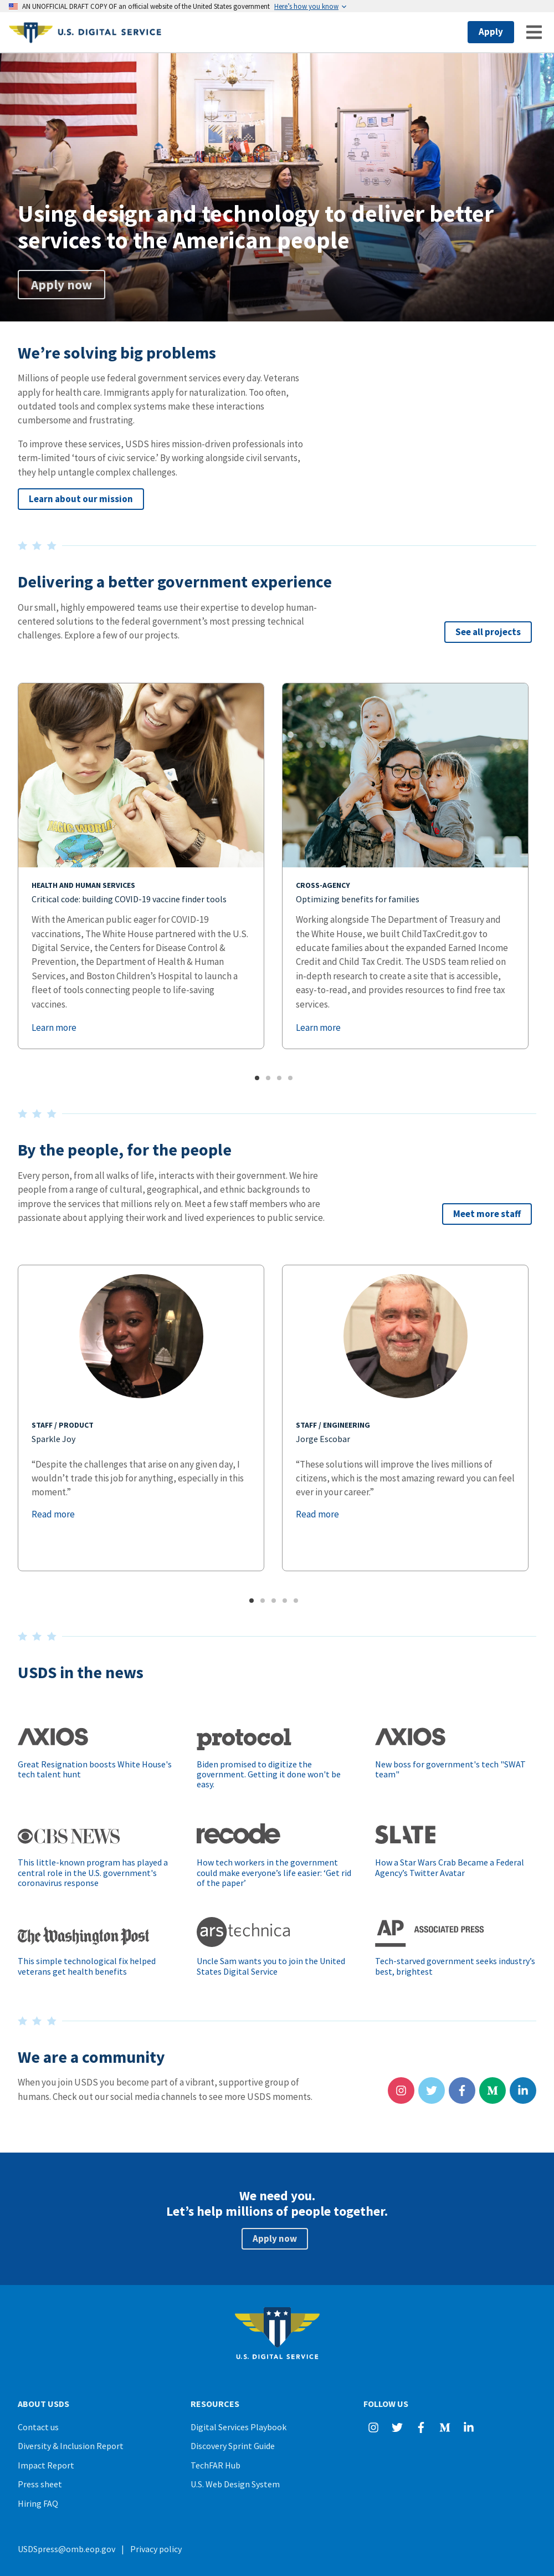 AN UNOFFICIAL DRAFT COPY OF an official website of the United States government Here's how you know
U.S. DIGITAL SERVICE
Apply
Using design and technology to deliver better
services to the American people
Apply now
We’re solving big problems
Millions of people use federal government services every day. Veterans
apply for health care. Immigrants apply for naturalization. Too often,
outdated tools and complex systems make these interactions
cumbersome and frustrating.
To improve these services, USDS hires mission-driven professionals into
term-limited ‘tours of civic service.’ By working alongside civil servants,
they help untangle complex challenges.
Learn about our mission
Delivering a better government experience
Our small, highly empowered teams use their expertise to develop human-
centered solutions to the federal government’s most pressing technical
challenges. Explore a few of our projects.
See all projects
HEALTH AND HUMAN SERVICES
Critical code: building COVID-19 vaccine finder tools
With the American public eager for COVID-19
vaccinations, The White House partnered with the U.S.
Digital Service, the Centers for Disease Control &
Prevention, the Department of Health & Human
Services, and Boston Children’s Hospital to launch a
fleet of tools connecting people to life-saving
vaccines.
Learn more
CROSS-AGENCY
Optimizing benefits for families
Working alongside The Department of Treasury and
the White House, we built ChildTaxCredit.gov to
educate families about the expanded Earned Income
Credit and Child Tax Credit. The USDS team relied on
in-depth research to create a site that is accessible,
easy-to-read, and provides resources to find free tax
services.
Learn more
By the people, for the people
Every person, from all walks of life, interacts with their government. We hire
people from a range of cultural, geographical, and ethnic backgrounds to
improve the services that millions rely on. Meet a few staff members who are
passionate about applying their work and lived experiences to public service.
Meet more staff
STAFF / PRODUCT
Sparkle Joy
“Despite the challenges that arise on any given day, I
wouldn’t trade this job for anything, especially in this
moment.”
Read more
STAFF / ENGINEERING
Jorge Escobar
“These solutions will improve the lives millions of
citizens, which is the most amazing reward you can feel
ever in your career.”
Read more
USDS in the news
AXIOS
Great Resignation boosts White House's
tech talent hunt
protocol
Biden promised to digitize the
government. Getting it done won't be
easy.
AXIOS
New boss for government's tech "SWAT
team"
CBS NEWS
This little-known program has played a
central role in the U.S. government's
coronavirus response
recode
How tech workers in the government
could make everyone’s life easier: ‘Get rid
of the paper’
SLATE
How a Star Wars Crab Became a Federal
Agency’s Twitter Avatar
The Washington Post
This simple technological fix helped
veterans get health benefits
ars technica
Uncle Sam wants you to join the United
States Digital Service
AP ASSOCIATED PRESS
Tech-starved government seeks industry’s
best, brightest
We are a community
When you join USDS you become part of a vibrant, supportive group of
humans. Check out our social media channels to see more USDS moments.
We need you.
Let’s help millions of people together.
Apply now
U.S. DIGITAL SERVICE
ABOUT USDS
Contact us
Diversity & Inclusion Report
Impact Report
Press sheet
Hiring FAQ
RESOURCES
Digital Services Playbook
Discovery Sprint Guide
TechFAR Hub
U.S. Web Design System
FOLLOW US
USDSpress@omb.eop.gov | Privacy policy